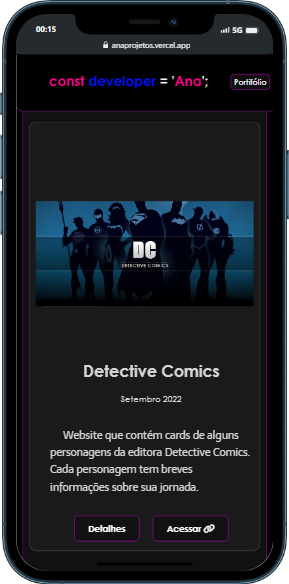 00:15
5G
anaprojetos.vercel.app
const developer = 'Ana';
Portifólio
DC
DETECTIVE COMICS
Detective Comics
Setembro 2022
Website que contém cards de alguns
personagens da editora Detective Comics.
Cada personagem tem breves
informações sobre sua jornada.
Detalhes
Acessar